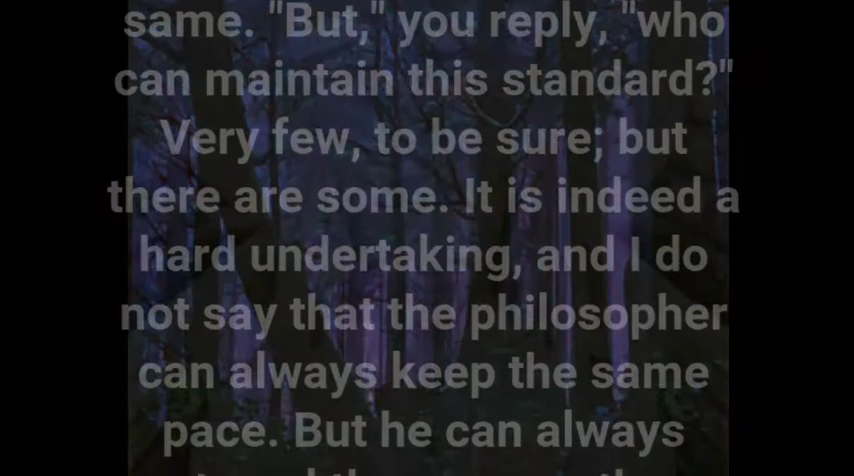 same. "But," you reply, "who
can maintain this standard?"
Very few, to be sure; but
there are some. It is indeed a
hard undertaking, and I do
not say that the philosopher
can always keep the same
pace. But he can always